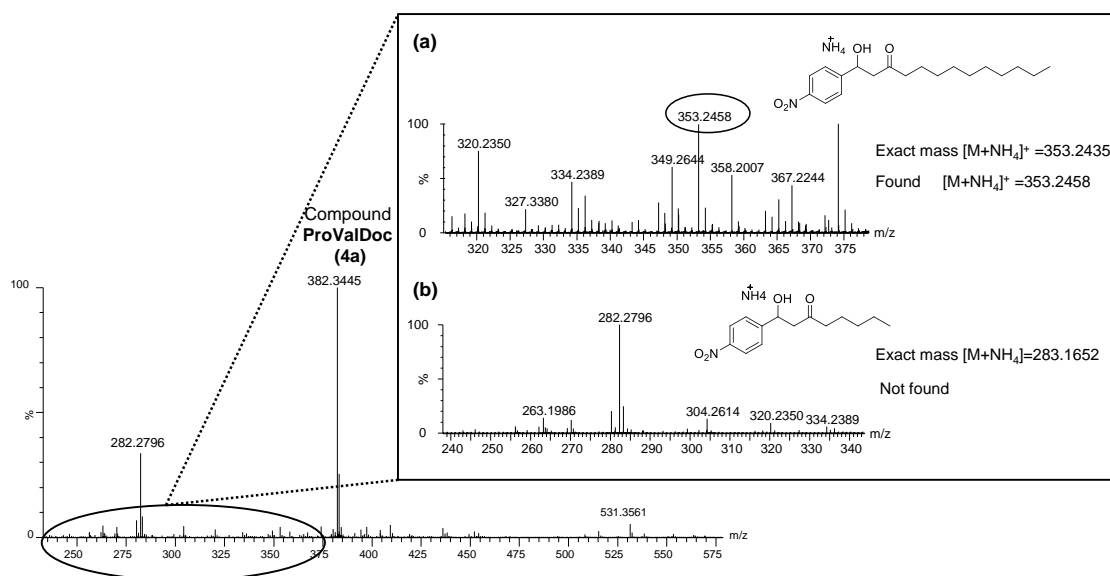 (a)
NH4
+
OH
O
O2N
353.2458
100
320.2350
349.2644
358.2007
334.2389
367.2244
327.3380
%
0
320 325 330 335 340 345 350 355 360 365 370 375 m/z
Exact mass [M+NH4]+ =353.2435
Found [M+NH4]+ =353.2458
Compound
ProValDoc
(4a)
382.3445
100
%
282.2796
531.3561
0
250 275 300 325 350 375 400 425 450 475 500 525 550 575 m/z
(b)
NH4
+
OH
O
O2N
282.2796
100
%
263.1986
304.2614
320.2350
334.2389
0
240 250 260 270 280 290 300 310 320 330 340 m/z
Exact mass [M+NH4]=283.1652
Not found